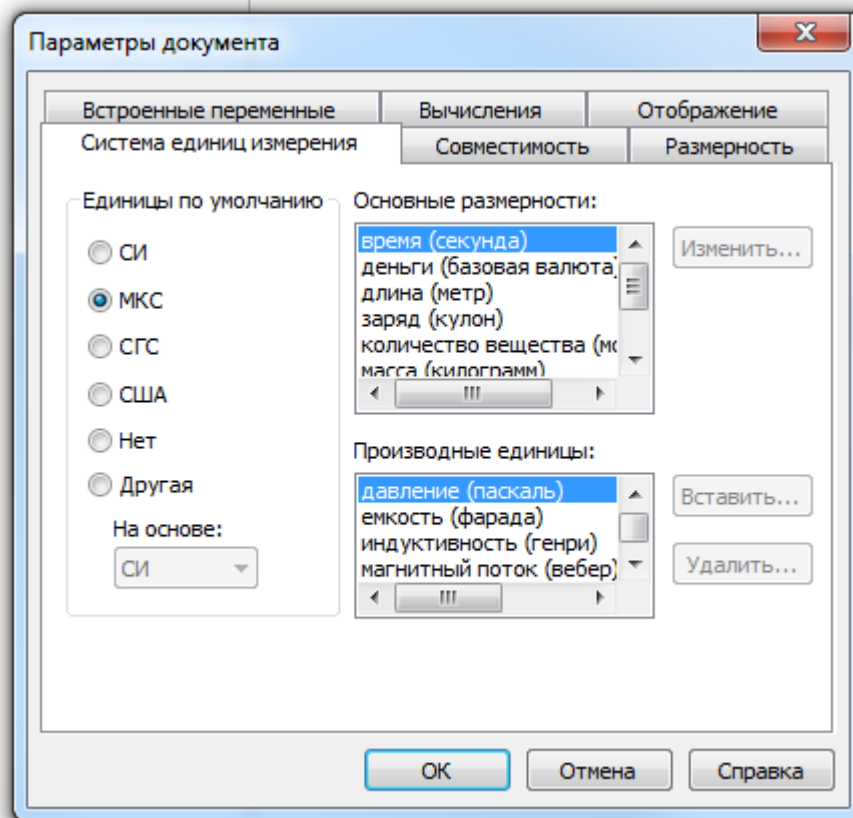 Параметры документа
Встроенные переменные Вычисления Отображение
Система единиц измерения Совместимость Размерность
Единицы по умолчанию
СИ
МКС
СГС
США
Нет
Другая
На основе:
СИ
Основные размерности:
время (секунда)
деньги (базовая валюта)
длина (метр)
заряд (кулон)
количество вещества (мо
масса (килограмм)
Изменить...
Производные единицы:
давление (паскаль)
емкость (фарада)
индуктивность (генри)
магнитный поток (вебер)
Вставить...
Удалить...
ОК Отмена Справка